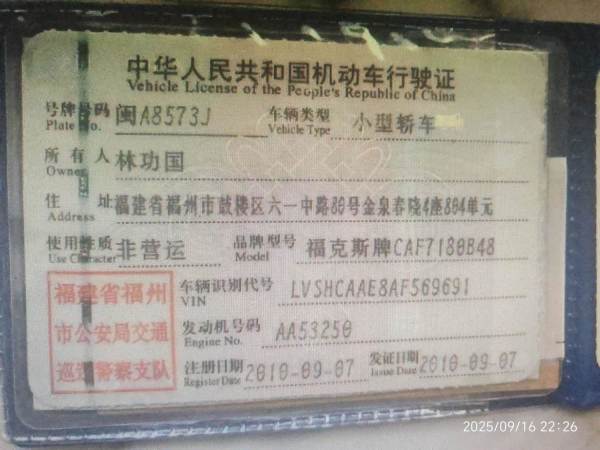 中华人民共和国机动车行驶证
Vehicle License of the People's Republic of China
号牌号码 闽A8573J 车辆类型 小型轿车
Plate No. Vehicle Type
所有人 林功国
Owner
住址 福建省福州市鼓楼区六一中路80号金泉春晓4座804单元
Address
使用性质 非营运 品牌型号 福克斯牌CAF7180B48
Use Character Model
福建省福州
市公安局交通
巡逻警察支队
车辆识别代号 LVSHCAAE8AF569691
VIN
发动机号码 AA53250
Engine No.
注册日期 2010-09-07 发证日期 2010-09-07
Register Date Issue Date
2025/09/16 22:26